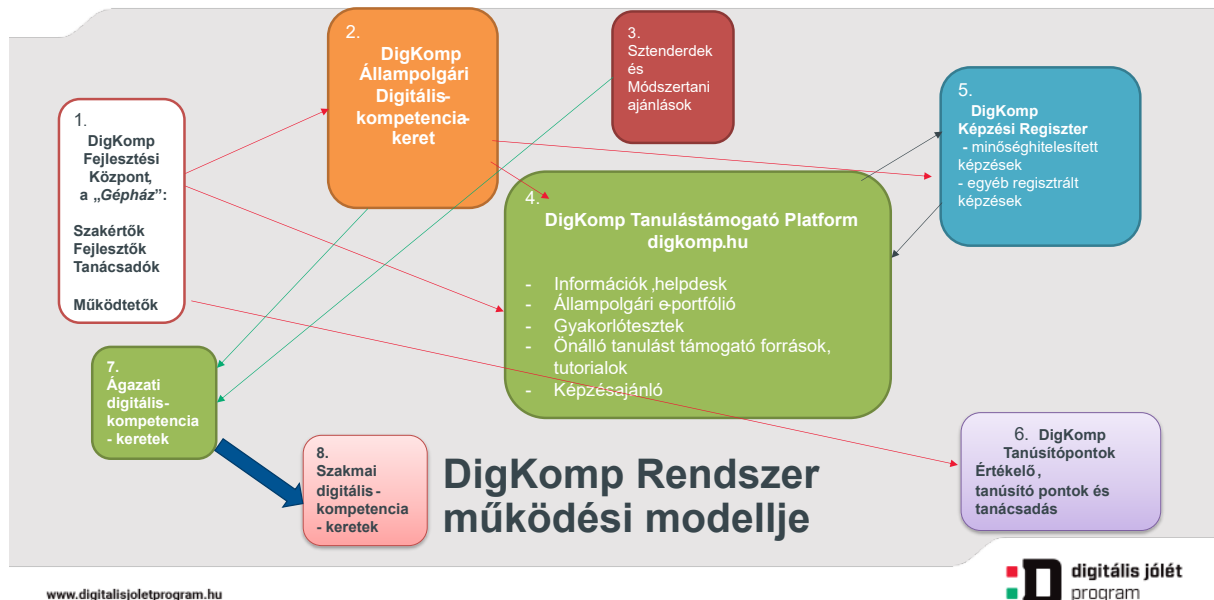 1.
DigKomp
Fejlesztési
Központ,
a „Gépház”:
Szakértők
Fejlesztők
Tanácsadók
Működtetők
2.
DigKomp
Állampolgári
Digitális-
kompetencia-
keret
3.
Sztenderdek
és
Módszertani
ajánlások
4.
DigKomp Tanulástámogató Platform
digkomp.hu
- Információk ,helpdesk
- Állampolgári e-portfólió
- Gyakorlótesztek
- Önálló tanulást támogató források,
tutorialok
- Képzésajánló
5.
DigKomp
Képzési Regiszter
- minőséghitelesített
képzések
- egyéb regisztrált
képzések
6. DigKomp
Tanúsítópontok
Értékelő ,
tanúsító pontok és
tanácsadás
7.
Ágazati
digitális-
kompetencia
- keretek
8.
Szakmai
digitális -
kompetencia
- keretek
DigKomp Rendszer
működési modellje
www.digitalisjoletprogram.hu
digitális jólét
program